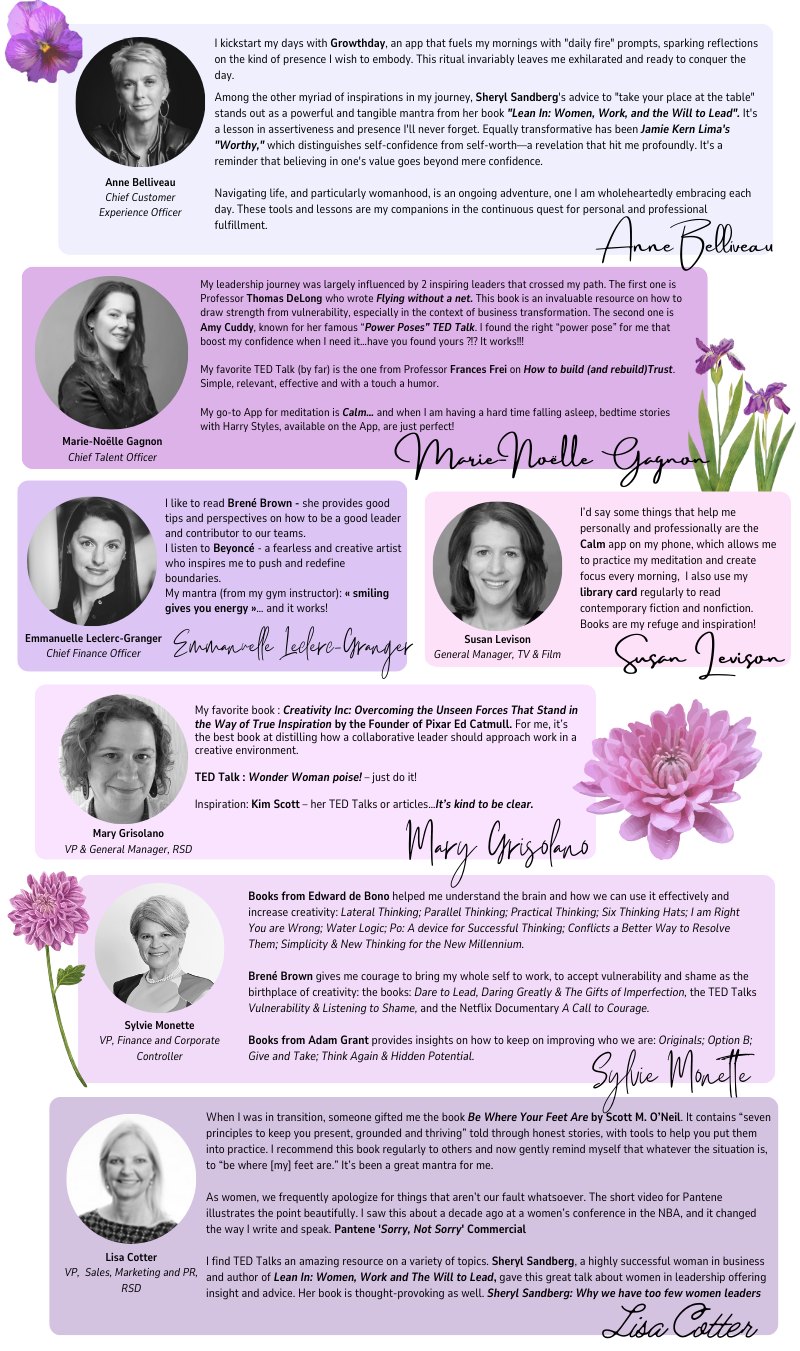 I kickstart my days with Growthday, an app that fuels my mornings with "daily fire" prompts, sparking reflections
on the kind of presence I wish to embody. This ritual invariably leaves me exhilarated and ready to conquer the
day.
Among the other myriad of inspirations in my journey, Sheryl Sandberg's advice to "take your place at the table"
stands out as a powerful and tangible mantra from her book "Lean In: Women, Work, and the Will to Lead". It's
a lesson in assertiveness and presence I'll never forget. Equally transformative has been Jamie Kern Lima's
"Worthy," which distinguishes self-confidence from self-worth—a revelation that hit me profoundly. It's a
reminder that believing in one's value goes beyond mere confidence.
Navigating life, and particularly womanhood, is an ongoing adventure, one I am wholeheartedly embracing each
day. These tools and lessons are my companions in the continuous quest for personal and professional
fulfillment.
Anne Belliveau
Chief Customer
Experience Officer
Anne Belliveau
My leadership journey was largely influenced by 2 inspiring leaders that crossed my path. The first one is
Professor Thomas DeLong who wrote Flying without a net. This book is an invaluable resource on how to
draw strength from vulnerability, especially in the context of business transformation. The second one is
Amy Cuddy, known for her famous “Power Poses” TED Talk. I found the right “power pose” for me that
boost my confidence when I need it...have you found yours ?!? It works!!!
My favorite TED Talk (by far) is the one from Professor Frances Frei on How to build (and rebuild)Trust.
Simple, relevant, effective and with a touch a humor.
My go-to App for meditation is Calm... and when I am having a hard time falling asleep, bedtime stories
with Harry Styles, available on the App, are just perfect!
Marie-Noëlle Gagnon
Chief Talent Officer
Marie-Noëlle Gagnon
I like to read Brené Brown - she provides good
tips and perspectives on how to be a good leader
and contributor to our teams.
I listen to Beyoncé - a fearless and creative artist
who inspires me to push and redefine
boundaries.
My mantra (from my gym instructor): « smiling
gives you energy »... and it works!
Emmanuelle Leclerc-Granger
Chief Finance Officer
Emmanuelle Leclerc-Granger
I'd say some things that help me
personally and professionally are the
Calm app on my phone, which allows me
to practice my meditation and create
focus every morning, I also use my
library card regularly to read
contemporary fiction and nonfiction.
Books are my refuge and inspiration!
Susan Levison
General Manager, TV & Film
Susan Levison
My favorite book : Creativity Inc: Overcoming the Unseen Forces That Stand in
the Way of True Inspiration by the Founder of Pixar Ed Catmull. For me, it’s
the best book at distilling how a collaborative leader should approach work in a
creative environment.
TED Talk : Wonder Woman poise! – just do it!
Inspiration: Kim Scott – her TED Talks or articles...It’s kind to be clear.
Mary Grisolano
VP & General Manager, RSD
Mary Grisolano
Books from Edward de Bono helped me understand the brain and how we can use it effectively and
increase creativity: Lateral Thinking; Parallel Thinking; Practical Thinking; Six Thinking Hats; I am Right
You are Wrong; Water Logic; Po: A device for Successful Thinking; Conflicts a Better Way to Resolve
Them; Simplicity & New Thinking for the New Millennium.
Brené Brown gives me courage to bring my whole self to work, to accept vulnerability and shame as the
birthplace of creativity: the books: Dare to Lead, Daring Greatly & The Gifts of Imperfection, the TED Talks
Vulnerability & Listening to Shame, and the Netflix Documentary A Call to Courage.
Books from Adam Grant provides insights on how to keep on improving who we are: Originals; Option B;
Give and Take; Think Again & Hidden Potential.
Sylvie Monette
VP, Finance and Corporate
Controller
Sylvie Monette
When I was in transition, someone gifted me the book Be Where Your Feet Are by Scott M. O’Neil. It contains “seven
principles to keep you present, grounded and thriving” told through honest stories, with tools to help you put them
into practice. I recommend this book regularly to others and now gently remind myself that whatever the situation is,
to “be where [my] feet are.” It’s been a great mantra for me.
As women, we frequently apologize for things that aren’t our fault whatsoever. The short video for Pantene
illustrates the point beautifully. I saw this about a decade ago at a women’s conference in the NBA, and it changed
the way I write and speak. Pantene 'Sorry, Not Sorry' Commercial
I find TED Talks an amazing resource on a variety of topics. Sheryl Sandberg, a highly successful woman in business
and author of Lean In: Women, Work and The Will to Lead, gave this great talk about women in leadership offering
insight and advice. Her book is thought-provoking as well. Sheryl Sandberg: Why we have too few women leaders
Lisa Cotter
VP, Sales, Marketing and PR,
RSD
Lisa Cotter